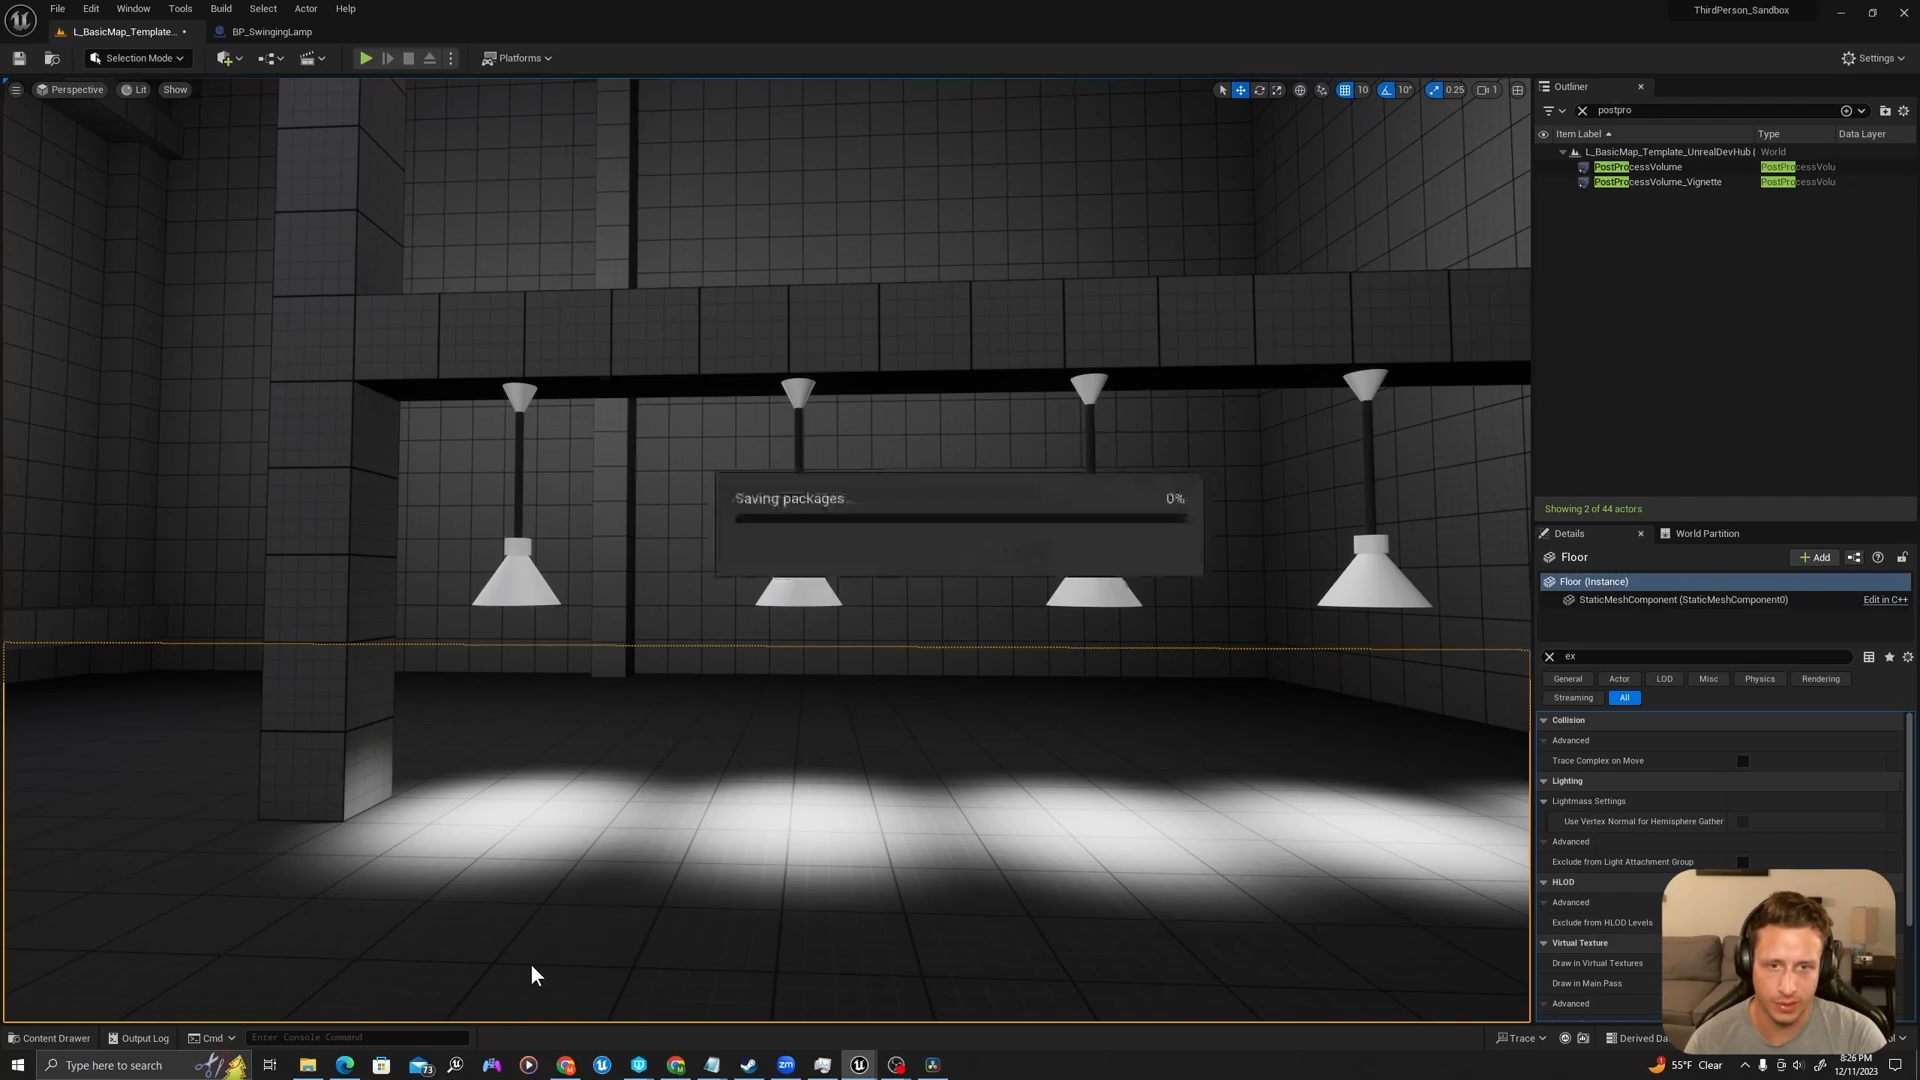 File Edit Window Tools Build Select Actor Help
ThirdPerson_Sandbox
L_BasicMap_Template... •
BP_SwingingLamp
Selection Mode
Platforms
Settings
Perspective
Lit
Show
10
10°
0.25
1
Outliner
postpro
Item Label
Type
Data Layer
L_BasicMap_Template_UnrealDevHub (
World
PostProcessVolume
PostProcessVolu
PostProcessVolume_Vignette
PostProcessVolu
Saving packages
0%
Showing 2 of 44 actors
Details
World Partition
Floor
Add
Floor (Instance)
StaticMeshComponent (StaticMeshComponent0)
Edit in C++
ex
General
Actor
LOD
Misc
Physics
Rendering
Streaming
All
Collision
Advanced
Trace Complex on Move
Lighting
Lightmass Settings
Use Vertex Normal for Hemisphere Gather
Advanced
Exclude from Light Attachment Group
HLOD
Advanced
Exclude from HLOD Levels
Virtual Texture
Draw in Virtual Textures
Draw in Main Pass
Advanced
Content Drawer
Output Log
Cmd
Enter Console Command
Trace
Derived Da
Type here to search
73
55°F Clear
8:26 PM
12/11/2023